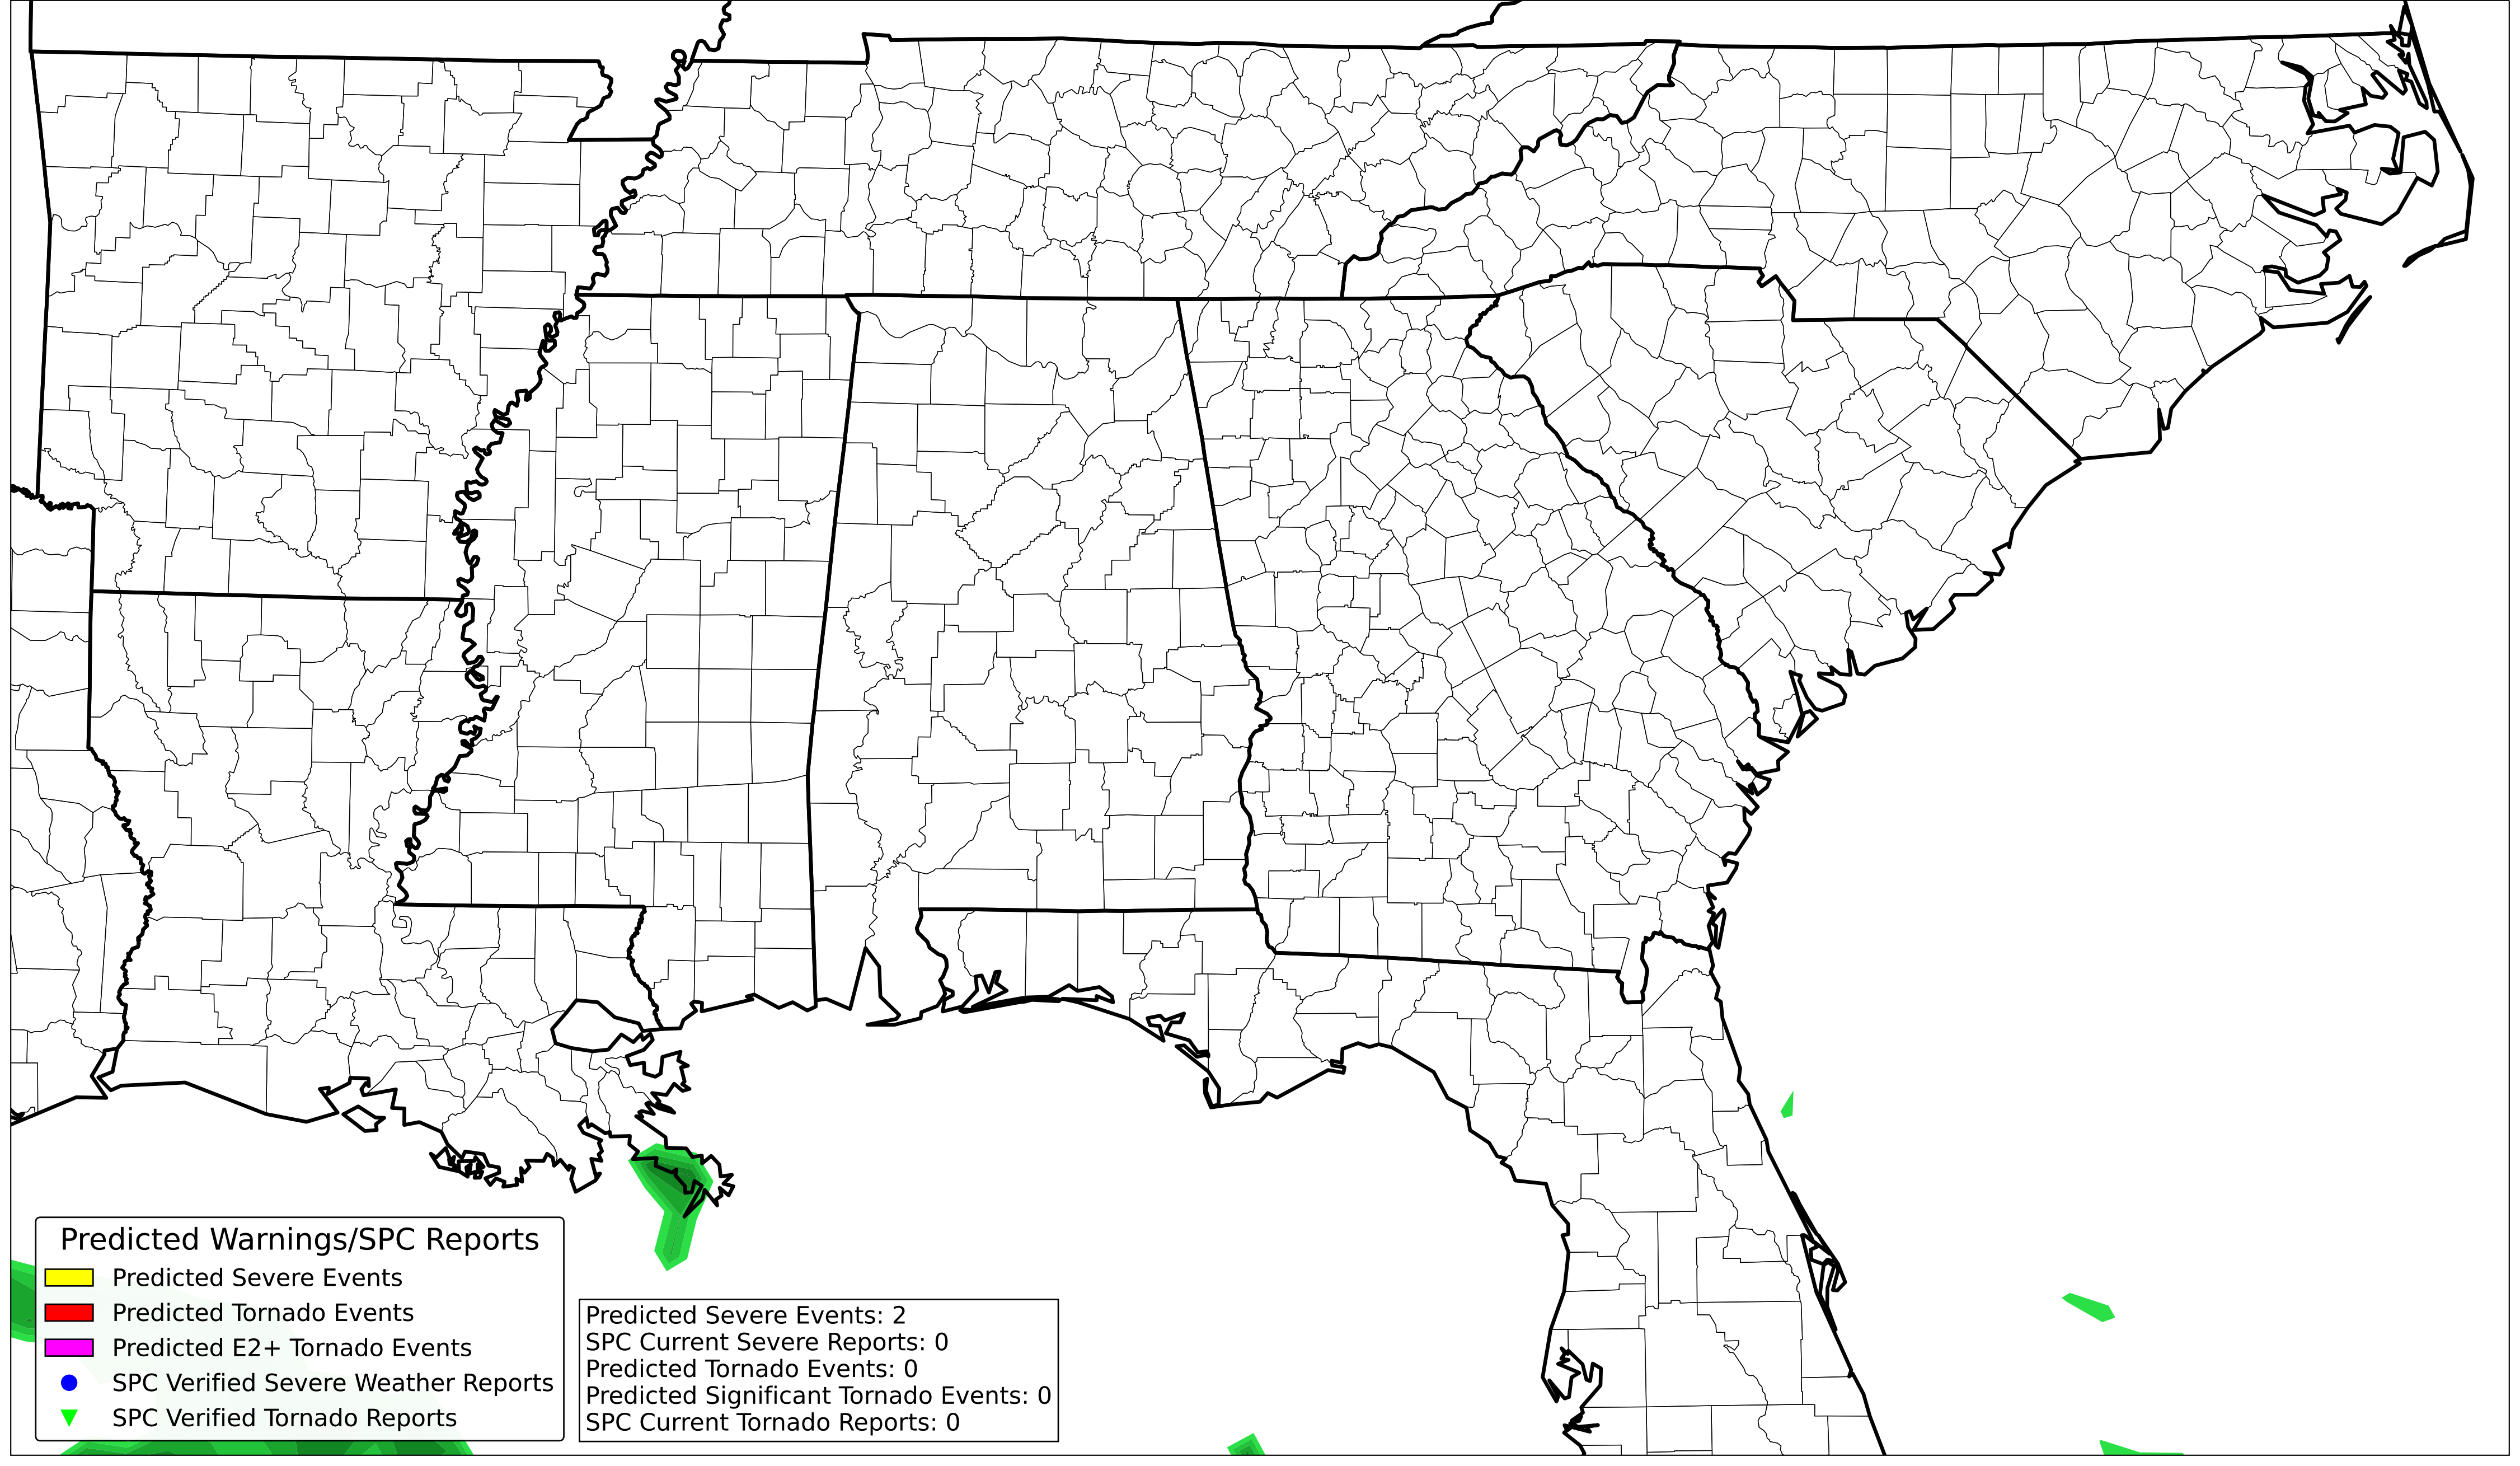 Predicted Warnings/SPC Reports
Predicted Severe Events
Predicted Tornado Events
Predicted E2+ Tornado Events
SPC Verified Severe Weather Reports
SPC Verified Tornado Reports
Predicted Severe Events: 2
SPC Current Severe Reports: 0
Predicted Tornado Events: 0
Predicted Significant Tornado Events: 0
SPC Current Tornado Reports: 0